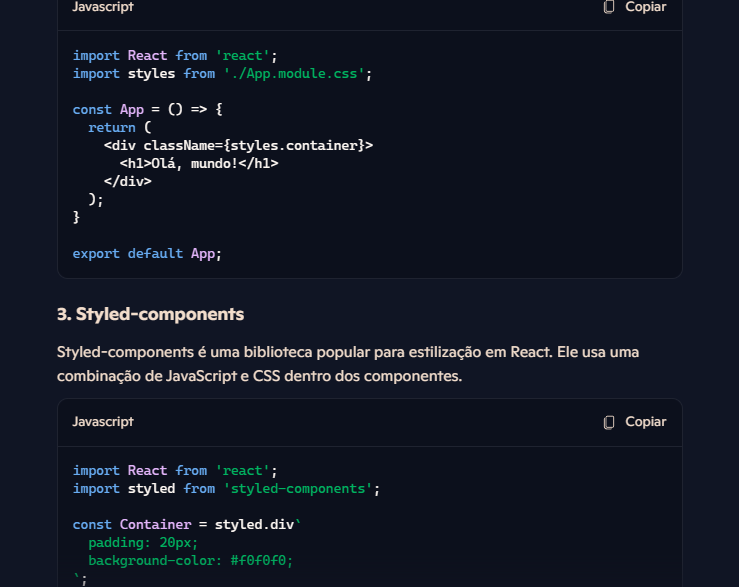 Javascript
Copiar
import React from 'react';
import styles from './App.module.css';
const App = () => {
  return (
    <div className={styles.container}>
      <h1>Olá, mundo!</h1>
    </div>
  );
}
export default App;
3. Styled-components
Styled-components é uma biblioteca popular para estilização em React. Ele usa uma
combinação de JavaScript e CSS dentro dos componentes.
Javascript
Copiar
import React from 'react';
import styled from 'styled-components';
const Container = styled.div`
  padding: 20px;
  background-color: #f0f0f0;
`;